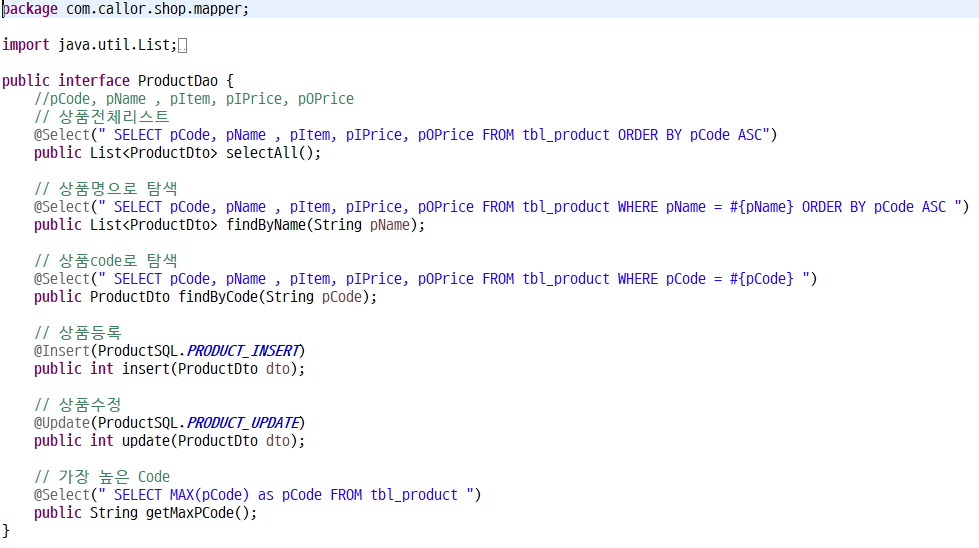 package com.callor.shop.mapper;
import java.util.List;
public interface ProductDao {
//pCode, pName , pItem, pIPrice, pOPrice
// 상품전체리스트
@Select(" SELECT pCode, pName , pItem, pIPrice, pOPrice FROM tbl_product ORDER BY pCode ASC")
public List<ProductDto> selectAll();
// 상품명으로 탐색
@Select(" SELECT pCode, pName , pItem, pIPrice, pOPrice FROM tbl_product WHERE pName = #{pName} ORDER BY pCode ASC ")
public List<ProductDto> findByName(String pName);
// 상품code로 탐색
@Select(" SELECT pCode, pName , pItem, pIPrice, pOPrice FROM tbl_product WHERE pCode = #{pCode} ")
public ProductDto findByCode(String pCode);
// 상품등록
@Insert(ProductSQL.PRODUCT_INSERT)
public int insert(ProductDto dto);
// 상품수정
@Update(ProductSQL.PRODUCT_UPDATE)
public int update(ProductDto dto);
// 가장 높은 Code
@Select(" SELECT MAX(pCode) as pCode FROM tbl_product ")
public String getMaxPCode();
}